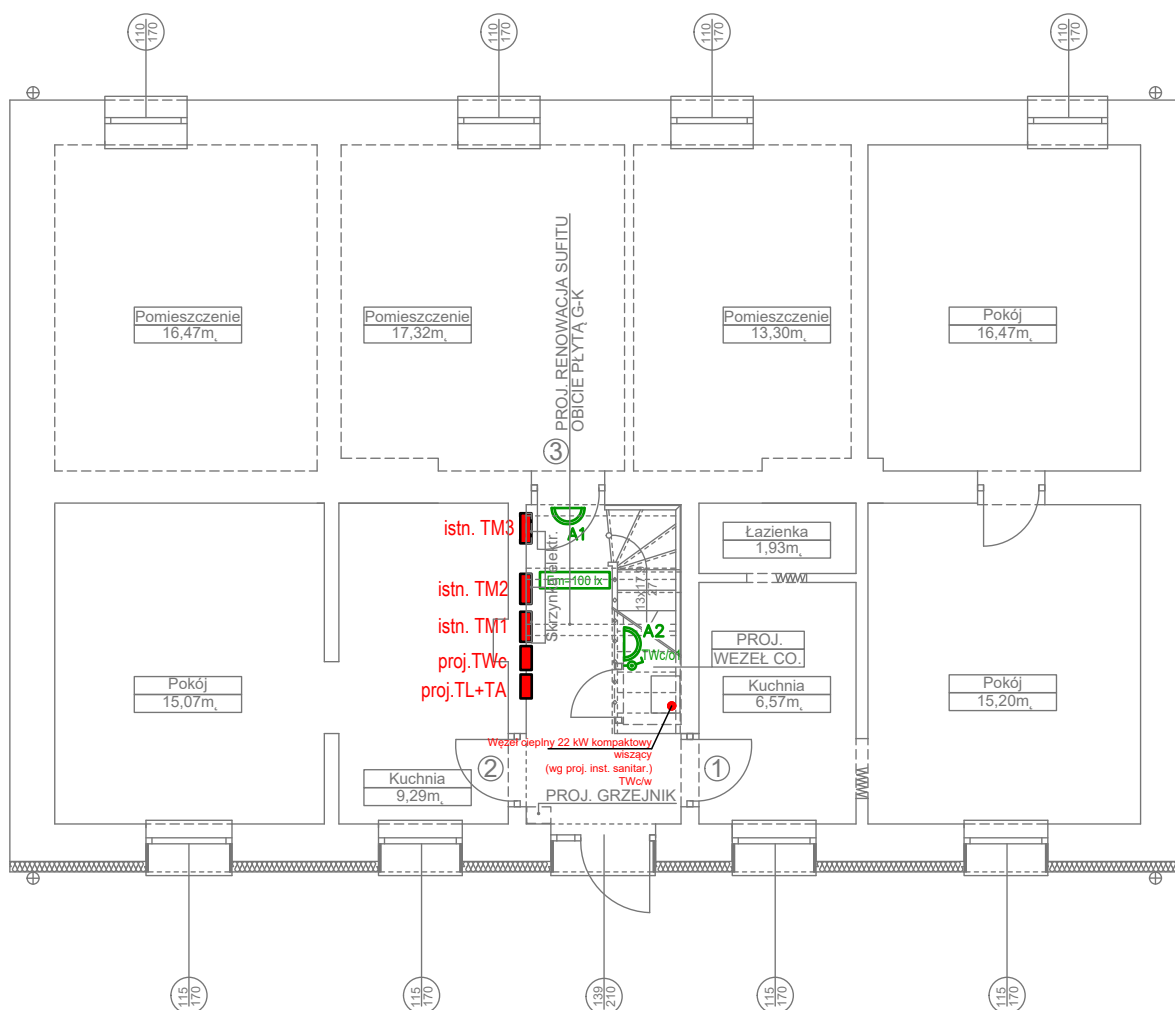 110
170
110
170
110
170
110
170
PROJ. RENOWACJA SUFITU
OBICIE PŁYTĄ G-K
Pomieszczenie
16,47m
Pomieszczenie
17,32m
Pomieszczenie
13,30m
Pokój
16,47m
3
istn. TM3
A1
Łazienka
1,93m
Skrzynki elektr.
Em=100 lx
istn. TM2
27
istn. TM1
A2
PROJ.
WEZEŁ CO.
proj.TWc
TWc/o1
proj.TL+TA
Pokój
15,07m
Kuchnia
6,57m
Pokój
15,20m
Węzeł cieplny 22 kW kompaktowy
wiszący
(wg proj. inst. sanitar.)
TWc/w
2
1
Kuchnia
9,29m
PROJ. GRZEJNIK
115
170
115
170
139
210
115
170
115
170